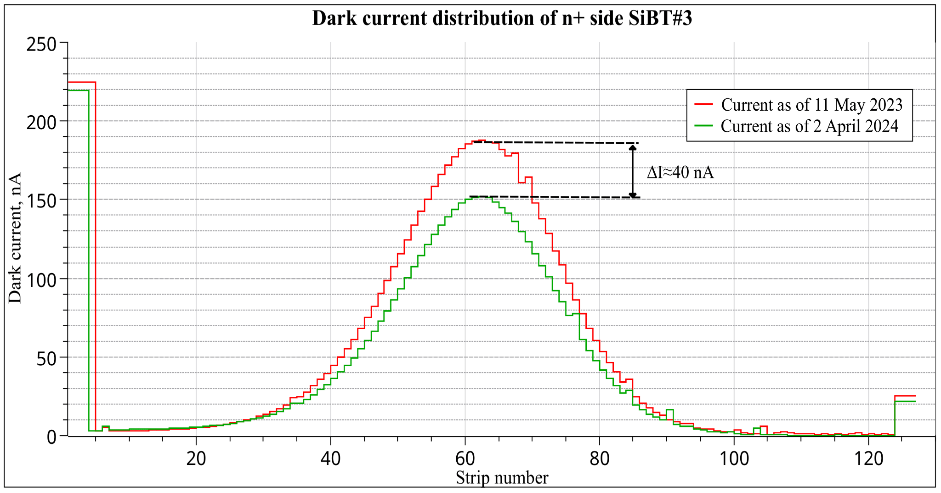 Dark current distribution of n+ side SiBT#3
250
200
150
100
50
0
Dark current, nA
Current as of 11 May 2023
Current as of 2 April 2024
ΔI≈40 nA
20 40 60 80 100 120
Strip number